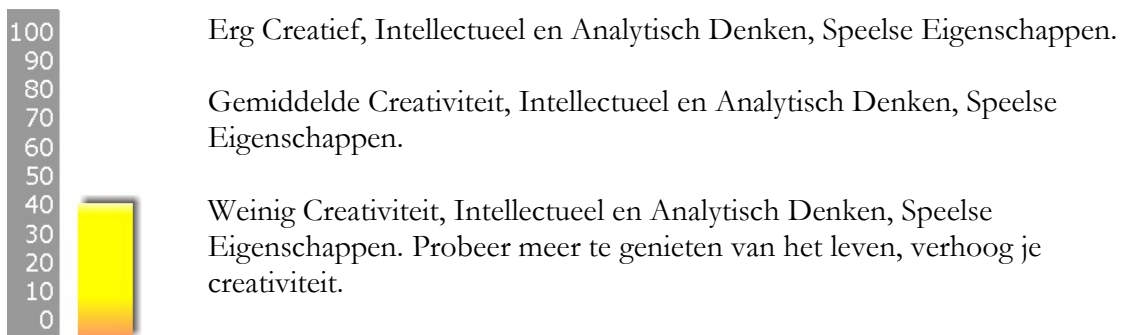 100
90
80
70
60
50
40
30
20
10
0
Erg Creatief, Intellectueel en Analytisch Denken, Speelse Eigenschappen.
Gemiddelde Creativiteit, Intellectueel en Analytisch Denken, Speelse
Eigenschappen.
Weinig Creativiteit, Intellectueel en Analytisch Denken, Speelse
Eigenschappen. Probeer meer te genieten van het leven, verhoog je
creativiteit.